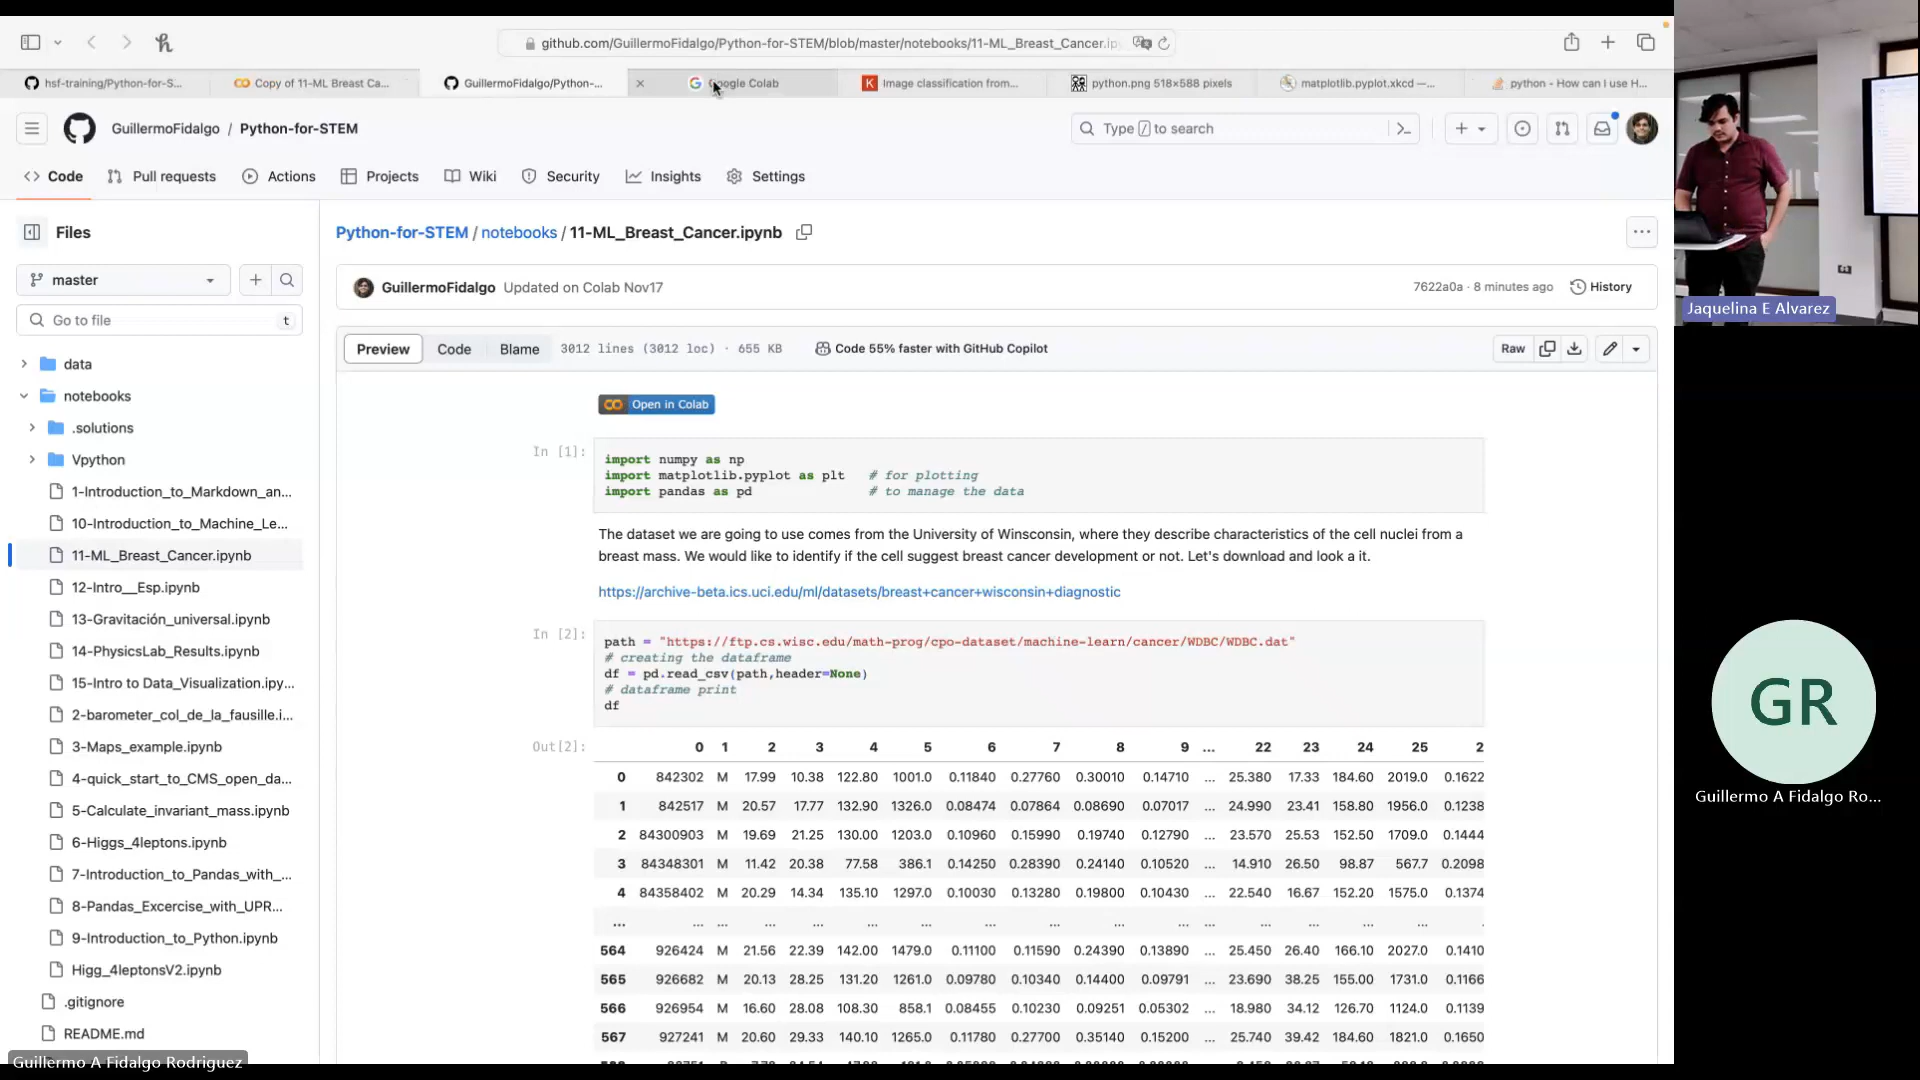 github.com/GuillermoFidalgo/Python-for-STEM/blob/master/notebooks/11-ML_Breast_Cancer.ip
hsf-training/Python-for-S...
Copy of 11-ML Breast Ca...
GuillermoFidalgo/Python-...
Google Colab
Image classification from...
python.png 518×588 pixels
matplotlib.pyplot.xkcd —...
python - How can I use H...
GuillermoFidalgo / Python-for-STEM
Type / to search
Code
Pull requests
Actions
Projects
Wiki
Security
Insights
Settings
Files
master
Go to file
t
data
notebooks
.solutions
Vpython
1-Introduction_to_Markdown_an...
10-Introduction_to_Machine_Le...
11-ML_Breast_Cancer.ipynb
12-Intro__Esp.ipynb
13-Gravitación_universal.ipynb
14-PhysicsLab_Results.ipynb
15-Intro to Data_Visualization.ipy...
2-barometer_col_de_la_fausille.i...
3-Maps_example.ipynb
4-quick_start_to_CMS_open_da...
5-Calculate_invariant_mass.ipynb
6-Higgs_4leptons.ipynb
7-Introduction_to_Pandas_with_...
8-Pandas_Excercise_with_UPR...
9-Introduction_to_Python.ipynb
Higg_4leptonsV2.ipynb
.gitignore
README.md
Python-for-STEM / notebooks / 11-ML_Breast_Cancer.ipynb
GuillermoFidalgo Updated on Colab Nov17
7622a0a · 8 minutes ago
History
Preview
Code
Blame
3012 lines (3012 loc) · 655 KB
Code 55% faster with GitHub Copilot
Raw
Open in Colab
In [1]:
import numpy as np
import matplotlib.pyplot as plt # for plotting
import pandas as pd # to manage the data
The dataset we are going to use comes from the University of Winsconsin, where they describe characteristics of the cell nuclei from a
breast mass. We would like to identify if the cell suggest breast cancer development or not. Let's download and look a it.
https://archive-beta.ics.uci.edu/ml/datasets/breast+cancer+wisconsin+diagnostic
In [2]:
path = "https://ftp.cs.wisc.edu/math-prog/cpo-dataset/machine-learn/cancer/WDBC/WDBC.dat"
# creating the dataframe
df = pd.read_csv(path,header=None)
# dataframe print
df
Out[2]:
0 1 2 3 4 5 6 7 8 9 ... 22 23 24 25 2
0 842302 M 17.99 10.38 122.80 1001.0 0.11840 0.27760 0.30010 0.14710 ... 25.380 17.33 184.60 2019.0 0.1622
1 842517 M 20.57 17.77 132.90 1326.0 0.08474 0.07864 0.08690 0.07017 ... 24.990 23.41 158.80 1956.0 0.1238
2 84300903 M 19.69 21.25 130.00 1203.0 0.10960 0.15990 0.19740 0.12790 ... 23.570 25.53 152.50 1709.0 0.1444
3 84348301 M 11.42 20.38 77.58 386.1 0.14250 0.28390 0.24140 0.10520 ... 14.910 26.50 98.87 567.7 0.2098
4 84358402 M 20.29 14.34 135.10 1297.0 0.10030 0.13280 0.19800 0.10430 ... 22.540 16.67 152.20 1575.0 0.1374
... ... ... ... ... ... ... ... ... ... ... ... ... ... ... ...
564 926424 M 21.56 22.39 142.00 1479.0 0.11100 0.11590 0.24390 0.13890 ... 25.450 26.40 166.10 2027.0 0.1410
565 926682 M 20.13 28.25 131.20 1261.0 0.09780 0.10340 0.14400 0.09791 ... 23.690 38.25 155.00 1731.0 0.1166
566 926954 M 16.60 28.08 108.30 858.1 0.08455 0.10230 0.09251 0.05302 ... 18.980 34.12 126.70 1124.0 0.1139
567 927241 M 20.60 29.33 140.10 1265.0 0.11780 0.27700 0.35140 0.15200 ... 25.740 39.42 184.60 1821.0 0.1650
Guillermo A Fidalgo Rodriguez
Jaquelina E Alvarez
GR
Guillermo A Fidalgo Ro...